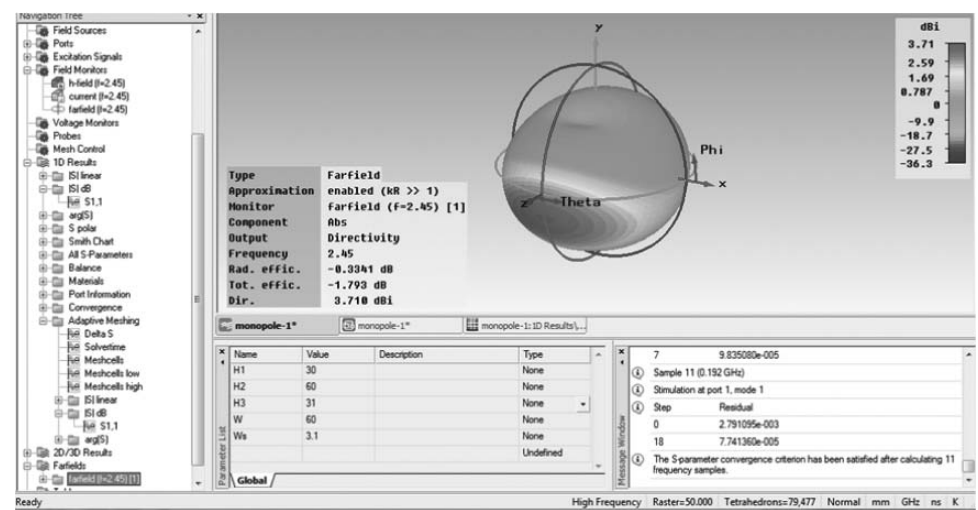 Navigation Tree
Field Sources
Ports
Excitation Signals
Field Monitors
h-field (f=2.45)
current (f=2.45)
farfield (f=2.45)
Voltage Monitors
Probes
Mesh Control
1D Results
|S| linear
|S| dB
S1,1
arg(S)
S polar
Smith Chart
All S-Parameters
Balance
Materials
Port Information
Convergence
Adaptive Meshing
Delta S
Solvertime
Meshcells
Meshcells low
Meshcells high
|S| linear
|S| dB
S1,1
arg(S)
2D/3D Results
Farfields
farfield (f=2.45) [1]
y
Phi
x
z
Theta
dBi
3.71
2.59
1.69
0.787
0
-9.9
-18.7
-27.5
-36.3
Type Farfield
Approximation enabled (kR >> 1)
Monitor farfield (f=2.45) [1]
Component Abs
Output Directivity
Frequency 2.45
Rad. effic. -0.3341 dB
Tot. effic. -1.793 dB
Dir. 3.710 dBi
monopole-1* monopole-1* monopole-1: 1D Results\...
Parameter List
Name Value Description Type
H1 30 None
H2 60 None
H3 31 None
W 60 None
Ws 3.1 None
Undefined
Global
Message Window
7 9.835080e-005
Sample 11 (0.192 GHz)
Stimulation at port 1, mode 1
Step Residual
0 2.791095e-003
18 7.741360e-005
The S-parameter convergence criterion has been satisfied after calculating 11
frequency samples.
Ready High Frequency Raster=50.000 Tetrahedrons=79,477 Normal mm GHz ns K